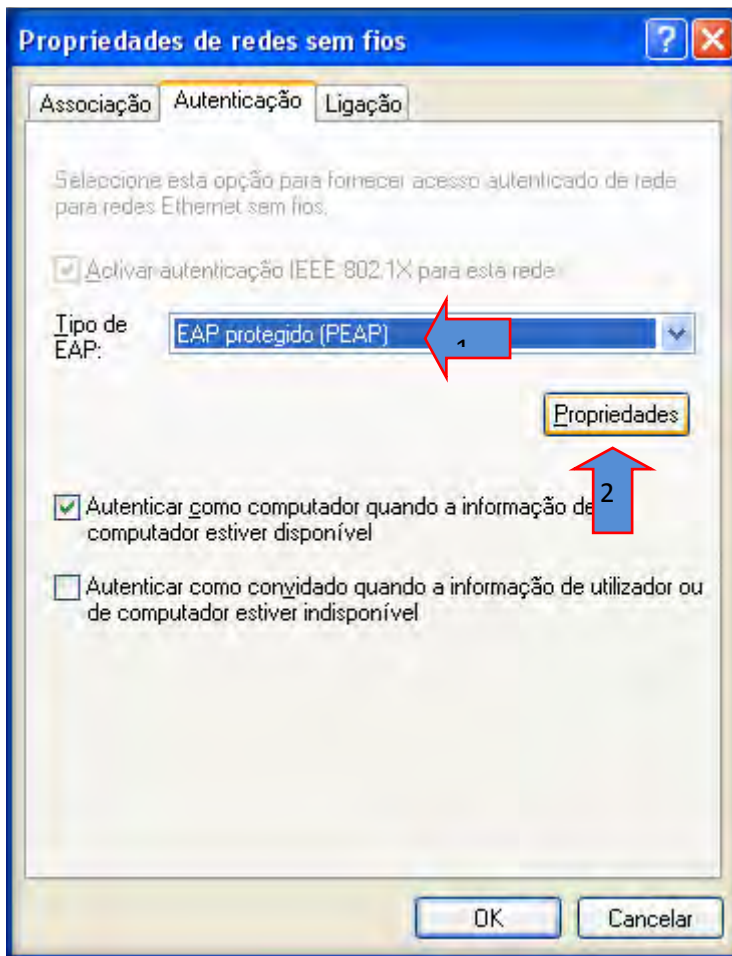 Propriedades de redes sem fios
Associação Autenticação Ligação
Seleccione esta opção para fornecer acesso autenticado de rede
para redes Ethernet sem fios.
Activar autenticação IEEE 802.1X para esta rede
Tipo de
EAP:
EAP protegido (PEAP)
1
Propriedades
2
Autenticar como computador quando a informação de
computador estiver disponível
Autenticar como convidado quando a informação de utilizador ou
de computador estiver indisponível
OK Cancelar